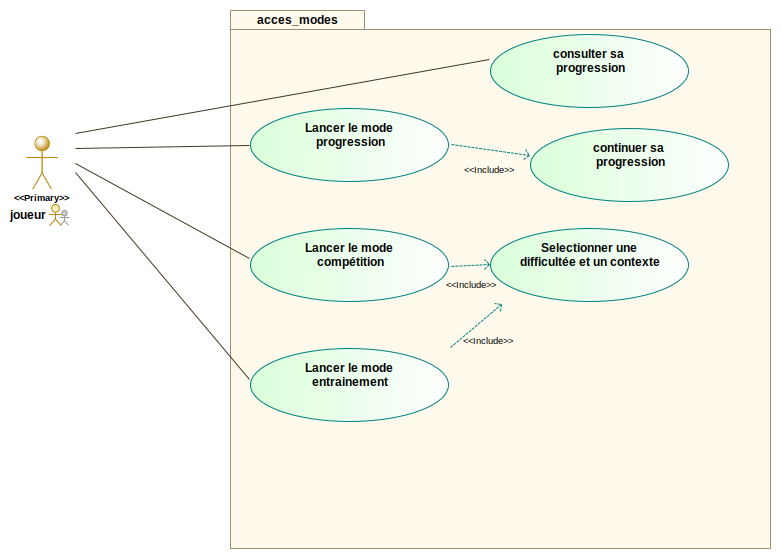 acces_modes
consulter sa
progression
Lancer le mode
progression
continuer sa
progression
<<Include>>
<<Primary>>
joueur
Lancer le mode
compétition
Selectionner une
difficultée et un contexte
<<Include>>
<<Include>>
Lancer le mode
entrainement